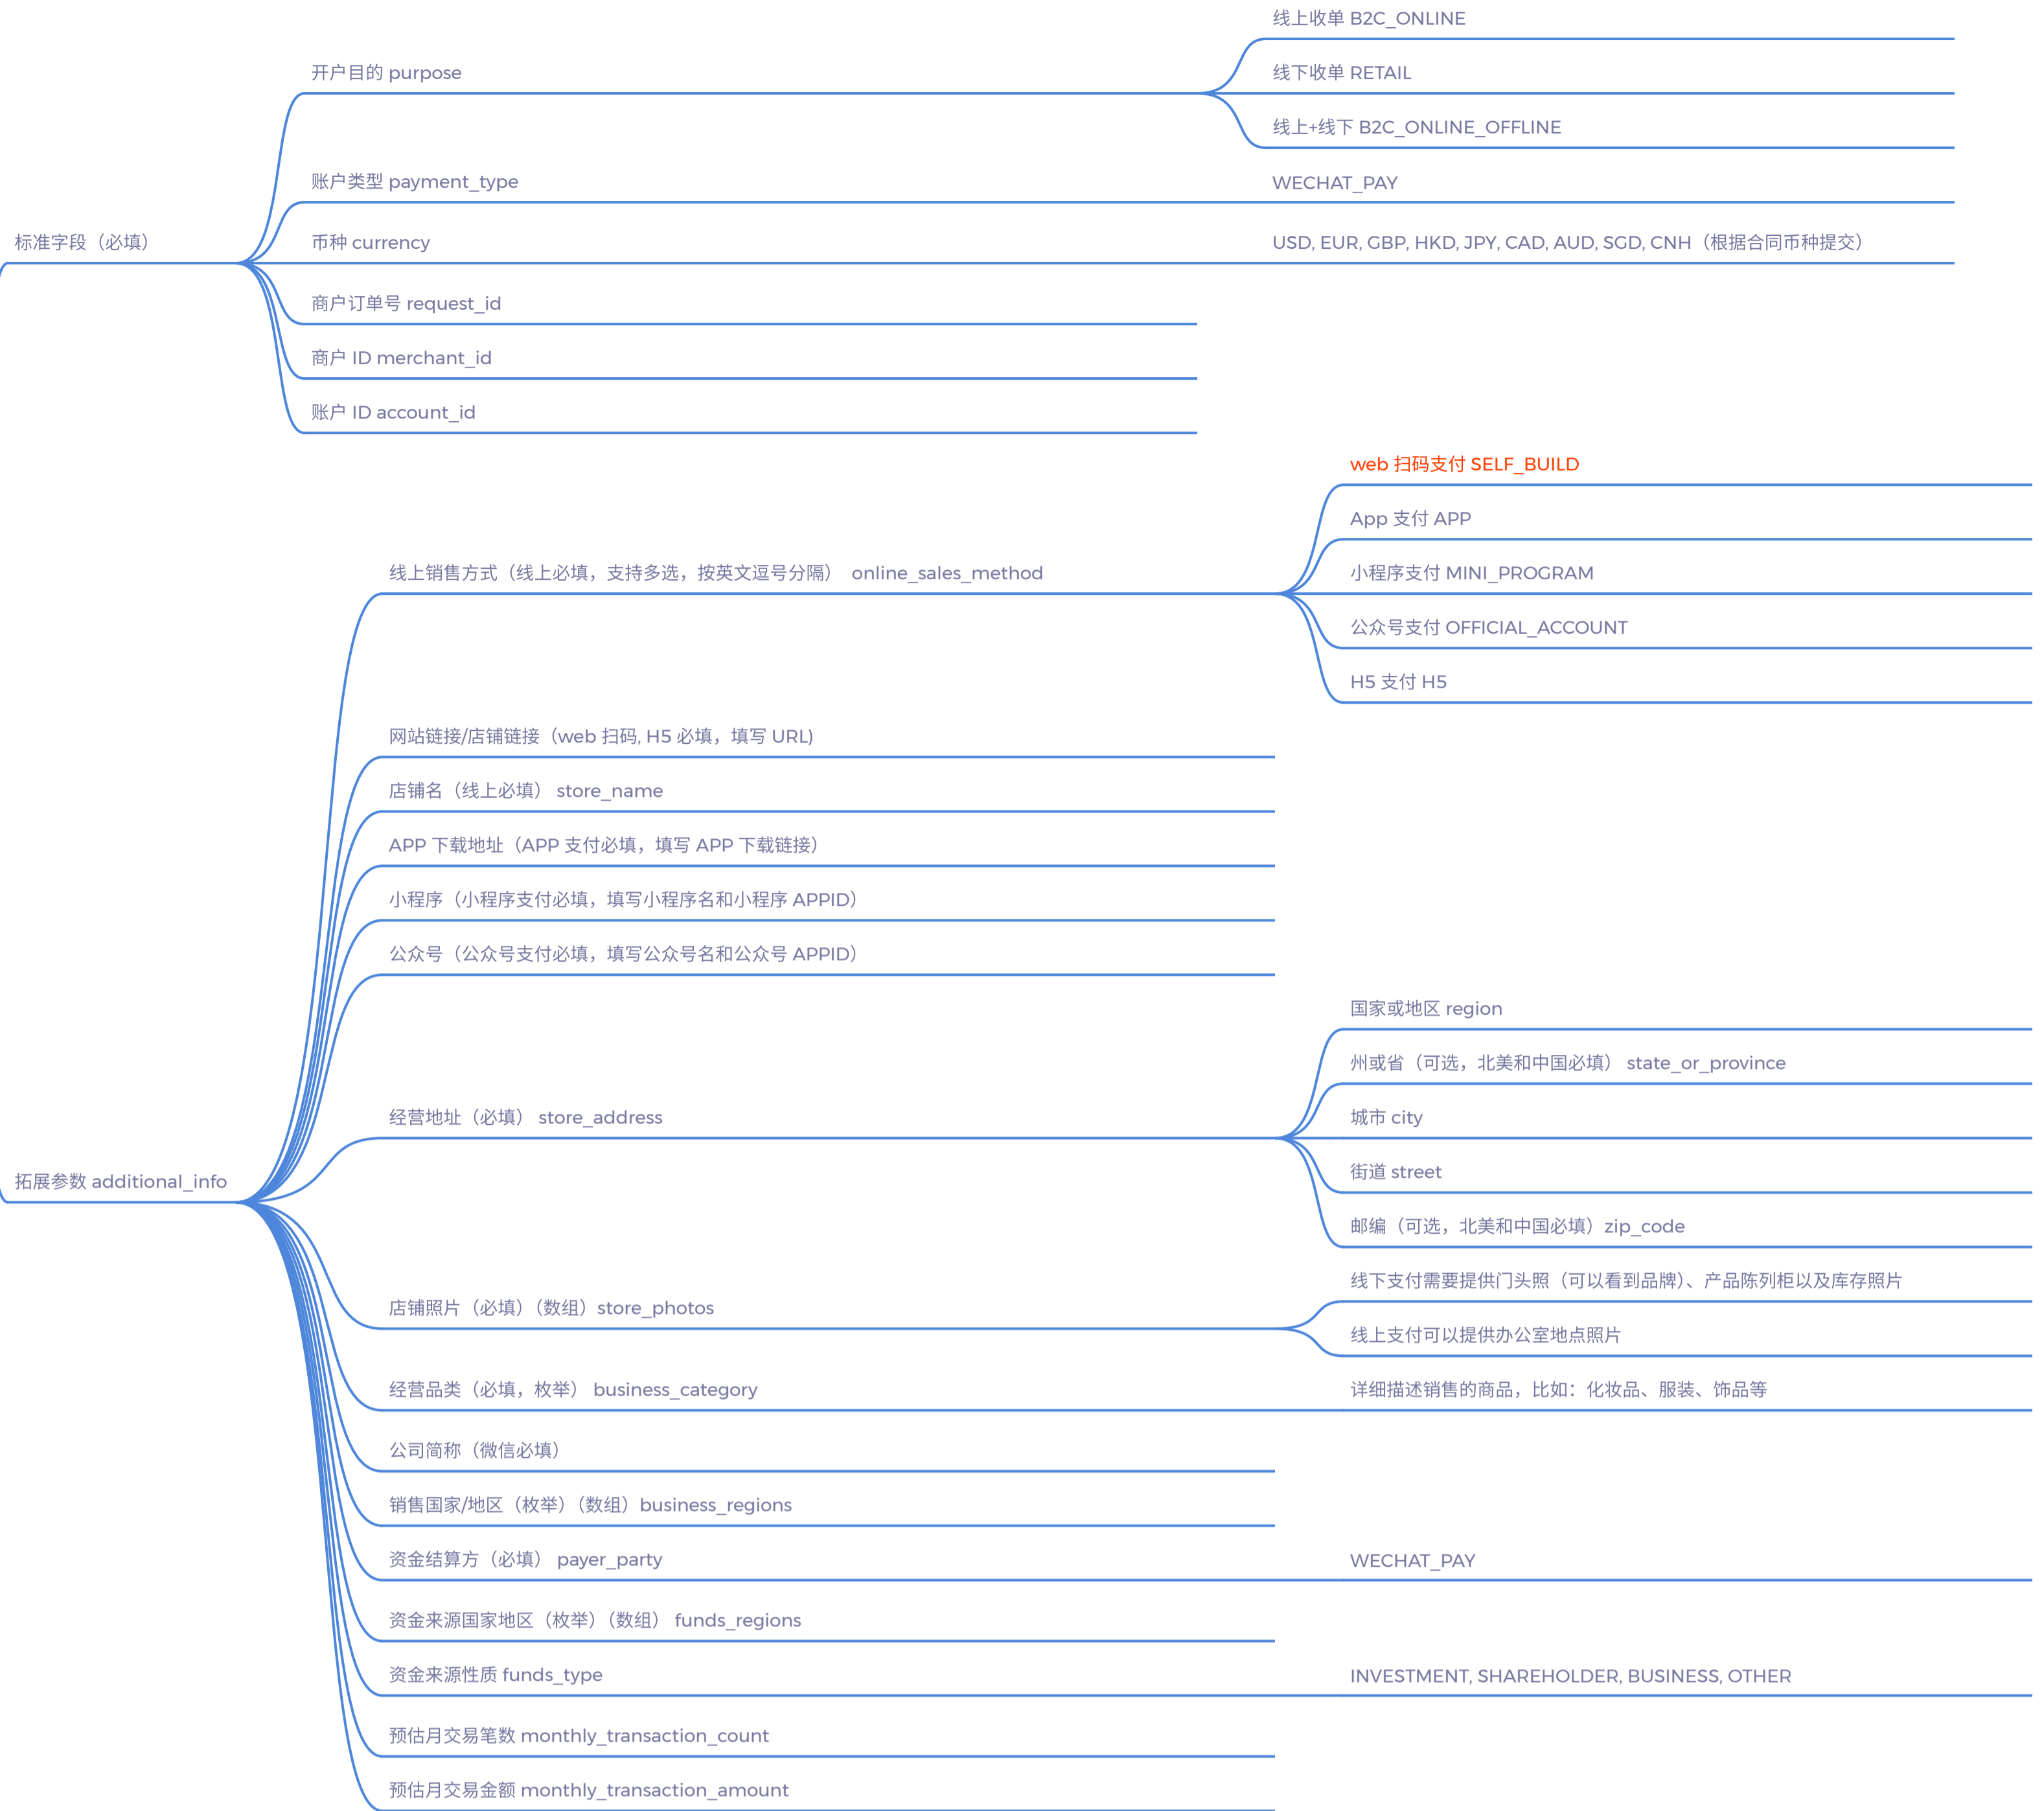 线上收单 B2C_ONLINE
开户目的 purpose
线下收单 RETAIL
线上+线下 B2C_ONLINE_OFFLINE
账户类型 payment_type
WECHAT_PAY
标准字段（必填）
币种 currency
USD, EUR, GBP, HKD, JPY, CAD, AUD, SGD, CNH（根据合同币种提交）
商户订单号 request_id
商户 ID merchant_id
账户 ID account_id
web 扫码支付 SELF_BUILD
App 支付 APP
线上销售方式（线上必填，支持多选，按英文逗号分隔） online_sales_method
小程序支付 MINI_PROGRAM
公众号支付 OFFICIAL_ACCOUNT
H5 支付 H5
网站链接/店铺链接（web 扫码, H5 必填，填写 URL)
店铺名（线上必填） store_name
APP 下载地址（APP 支付必填，填写 APP 下载链接）
小程序（小程序支付必填，填写小程序名和小程序 APPID）
公众号（公众号支付必填，填写公众号名和公众号 APPID）
国家或地区 region
州或省（可选，北美和中国必填） state_or_province
经营地址（必填） store_address
城市 city
街道 street
拓展参数 additional_info
邮编（可选，北美和中国必填）zip_code
线下支付需要提供门头照（可以看到品牌）、产品陈列柜以及库存照片
店铺照片（必填）（数组）store_photos
线上支付可以提供办公室地点照片
经营品类（必填，枚举） business_category
详细描述销售的商品，比如：化妆品、服装、饰品等
公司简称（微信必填）
销售国家/地区（枚举）（数组）business_regions
资金结算方（必填） payer_party
WECHAT_PAY
资金来源国家地区（枚举）（数组） funds_regions
资金来源性质 funds_type
INVESTMENT, SHAREHOLDER, BUSINESS, OTHER
预估月交易笔数 monthly_transaction_count
预估月交易金额 monthly_transaction_amount